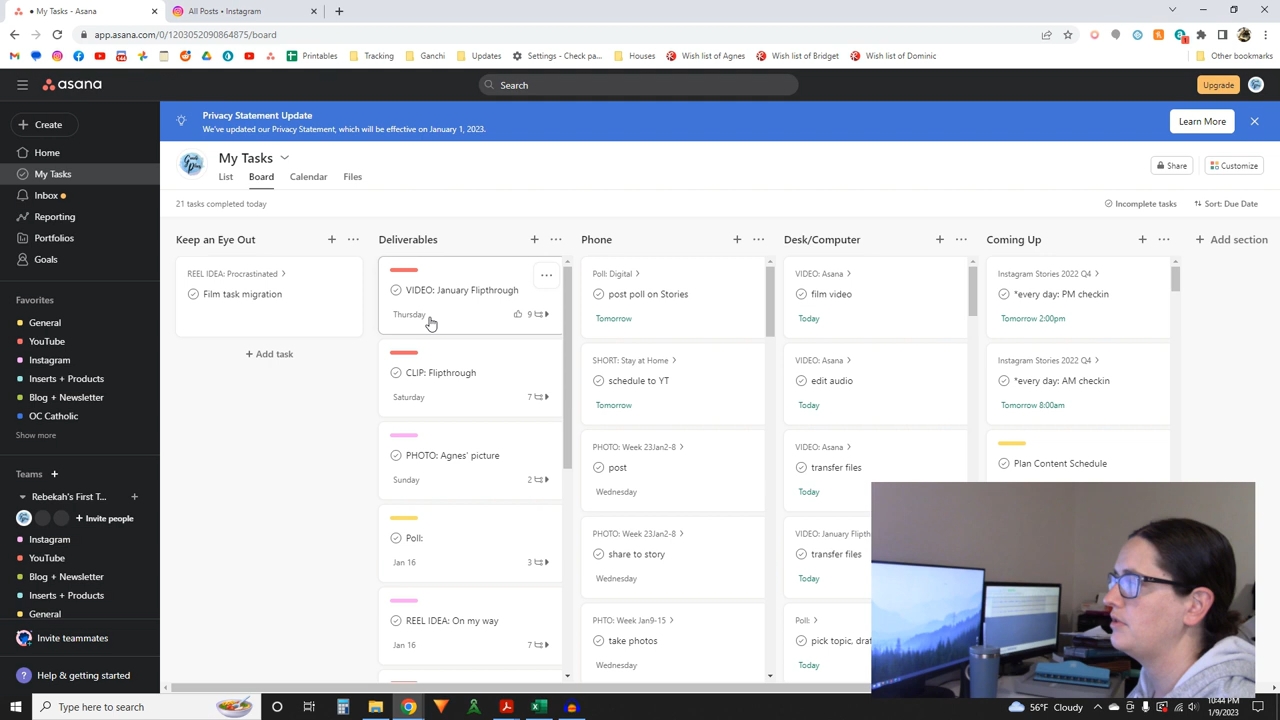 My Tasks - Asana
All Posts • Instagram
app.asana.com/0/1203052090864875/board
Printables
Tracking
Ganchi
Updates
Settings - Check pa...
Houses
Wish list of Agnes
Wish list of Bridget
Wish list of Dominic
Other bookmarks
asana
Search
Upgrade
Create
Privacy Statement Update
We've updated our Privacy Statement, which will be effective on January 1, 2023.
Learn More
Home
My Tasks
Inbox
Reporting
Portfolios
Goals
Favorites
General
YouTube
Instagram
Inserts + Products
Blog + Newsletter
OC Catholic
Show more
Teams
Rebekah's First T...
Invite people
Instagram
YouTube
Blog + Newsletter
Inserts + Products
General
Invite teammates
Help & getting started
My Tasks
Share
Customize
List
Board
Calendar
Files
21 tasks completed today
Incomplete tasks
Sort: Due Date
Keep an Eye Out
REEL IDEA: Procrastinated
Film task migration
+ Add task
Deliverables
VIDEO: January Flipthrough
Thursday
9
CLIP: Flipthrough
Saturday
7
PHOTO: Agnes' picture
Sunday
2
Poll:
Jan 16
3
REEL IDEA: On my way
Jan 16
7
Phone
Poll: Digital
post poll on Stories
Tomorrow
SHORT: Stay at Home
schedule to YT
Tomorrow
PHOTO: Week 23Jan2-8
post
Wednesday
PHOTO: Week 23Jan2-8
share to story
Wednesday
PHTO: Week Jan9-15
take photos
Wednesday
Desk/Computer
VIDEO: Asana
film video
Today
VIDEO: Asana
edit audio
Today
VIDEO: Asana
transfer files
Today
VIDEO: January Flipth
transfer files
Today
Poll:
pick topic, draf
Today
Coming Up
Instagram Stories 2022 Q4
*every day: PM checkin
Tomorrow 2:00pm
Instagram Stories 2022 Q4
*every day: AM checkin
Tomorrow 8:00am
Plan Content Schedule
+ Add section
Type here to search
56°F Cloudy
10:44 PM
1/9/2023